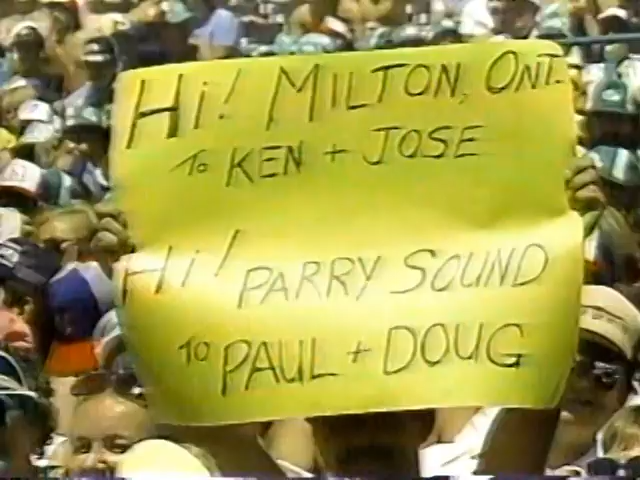 Hi! MILTON, ONT.
To KEN + JOSE
Hi! PARRY SOUND
TO PAUL + DOUG